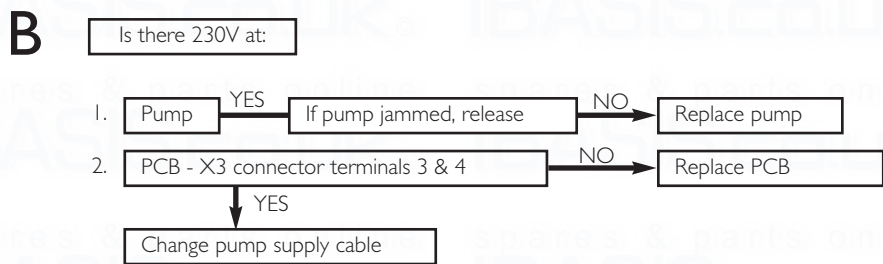 B
Is there 230V at:
1. Pump YES If pump jammed, release NO Replace pump
2. PCB - X3 connector terminals 3 & 4 NO Replace PCB
YES
Change pump supply cable